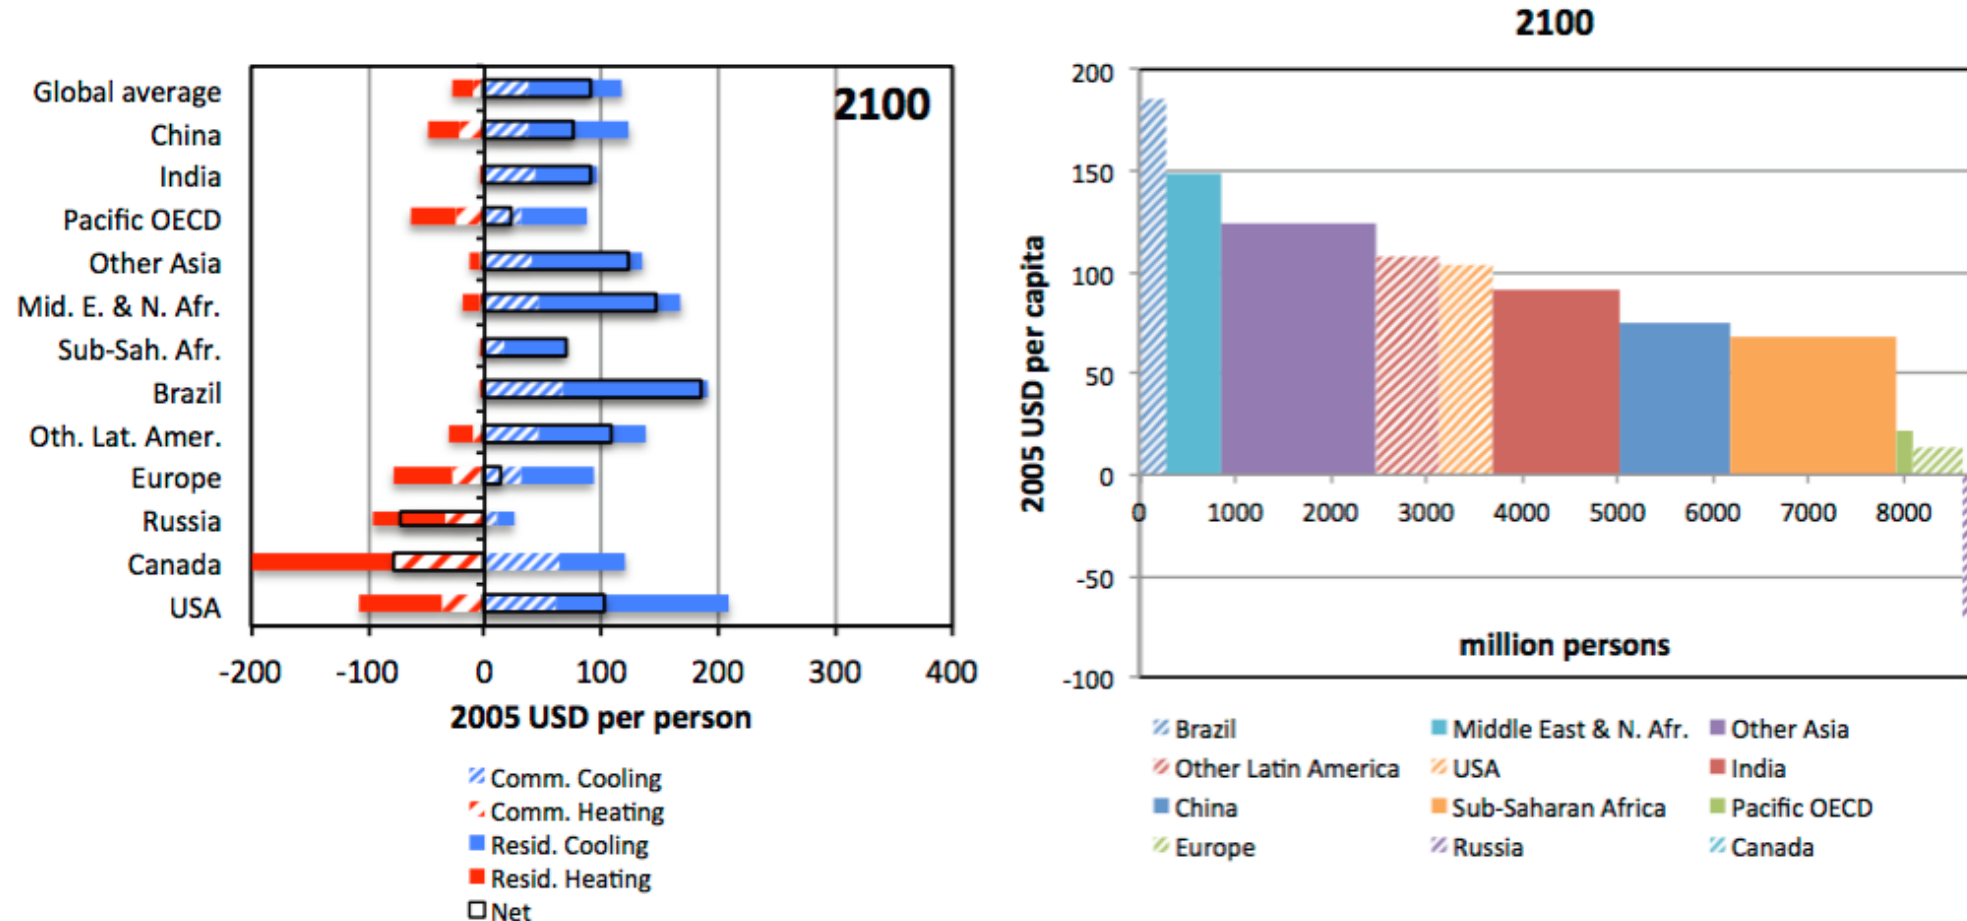 2100
Global average
China
India
Pacific OECD
Other Asia
Mid. E. & N. Afr.
Sub-Sah. Afr.
Brazil
Oth. Lat. Amer.
Europe
Russia
Canada
USA
-200 -100 0 100 200 300 400
2005 USD per person
Comm. Cooling
Comm. Heating
Resid. Cooling
Resid. Heating
Net
2100
2005 USD per capita
200
150
100
50
0
-50
-100
0 1000 2000 3000 4000 5000 6000 7000 8000
million persons
Brazil Middle East & N. Afr. Other Asia
Other Latin America USA India
China Sub-Saharan Africa Pacific OECD
Europe Russia Canada